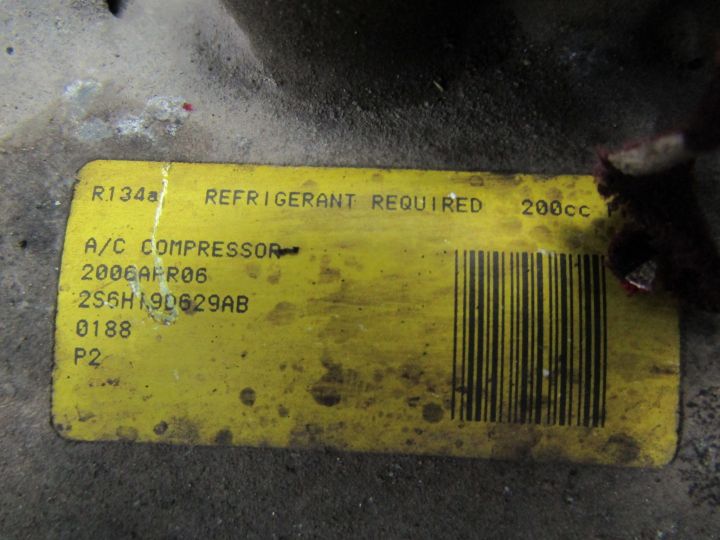 R134a REFRIGERANT REQUIRED 200cc
A/C COMPRESSOR
2006APR06
2S6H19D629AB
0188
P2